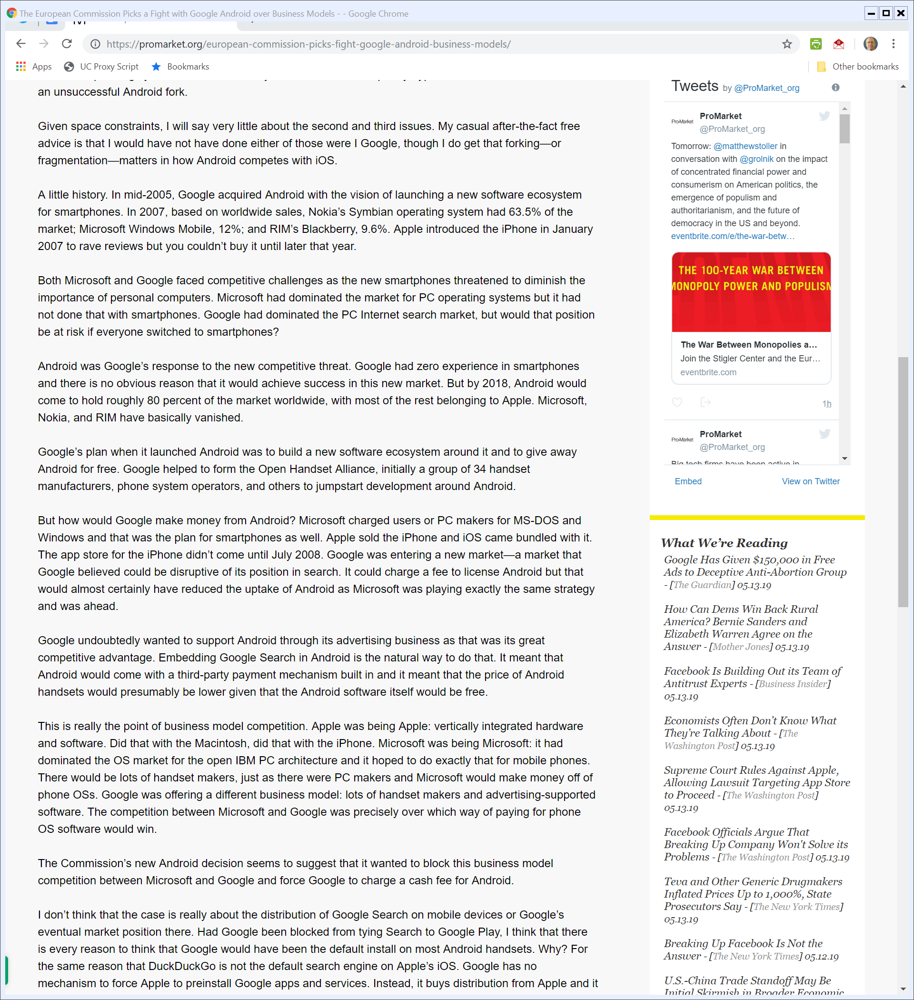 The European Commission Picks a Fight with Google Android over Business Models - - Google Chrome
https://promarket.org/european-commission-picks-fight-google-android-business-models/
Apps UC Proxy Script Bookmarks Other bookmarks
an unsuccessful Android fork.
Given space constraints, I will say very little about the second and third issues. My casual after-the-fact free
advice is that I would have not have done either of those were I Google, though I do get that forking—or
fragmentation—matters in how Android competes with iOS.
A little history. In mid-2005, Google acquired Android with the vision of launching a new software ecosystem
for smartphones. In 2007, based on worldwide sales, Nokia’s Symbian operating system had 63.5% of the
market; Microsoft Windows Mobile, 12%; and RIM’s Blackberry, 9.6%. Apple introduced the iPhone in January
2007 to rave reviews but you couldn’t buy it until later that year.
Both Microsoft and Google faced competitive challenges as the new smartphones threatened to diminish the
importance of personal computers. Microsoft had dominated the market for PC operating systems but it had
not done that with smartphones. Google had dominated the PC Internet search market, but would that position
be at risk if everyone switched to smartphones?
Android was Google’s response to the new competitive threat. Google had zero experience in smartphones
and there is no obvious reason that it would achieve success in this new market. But by 2018, Android would
come to hold roughly 80 percent of the market worldwide, with most of the rest belonging to Apple. Microsoft,
Nokia, and RIM have basically vanished.
Google’s plan when it launched Android was to build a new software ecosystem around it and to give away
Android for free. Google helped to form the Open Handset Alliance, initially a group of 34 handset
manufacturers, phone system operators, and others to jumpstart development around Android.
But how would Google make money from Android? Microsoft charged users or PC makers for MS-DOS and
Windows and that was the plan for smartphones as well. Apple sold the iPhone and iOS came bundled with it.
The app store for the iPhone didn’t come until July 2008. Google was entering a new market—a market that
Google believed could be disruptive of its position in search. It could charge a fee to license Android but that
would almost certainly have reduced the uptake of Android as Microsoft was playing exactly the same strategy
and was ahead.
Google undoubtedly wanted to support Android through its advertising business as that was its great
competitive advantage. Embedding Google Search in Android is the natural way to do that. It meant that
Android would come with a third-party payment mechanism built in and it meant that the price of Android
handsets would presumably be lower given that the Android software itself would be free.
This is really the point of business model competition. Apple was being Apple: vertically integrated hardware
and software. Did that with the Macintosh, did that with the iPhone. Microsoft was being Microsoft: it had
dominated the OS market for the open IBM PC architecture and it hoped to do exactly that for mobile phones.
There would be lots of handset makers, just as there were PC makers and Microsoft would make money off of
phone OSs. Google was offering a different business model: lots of handset makers and advertising-supported
software. The competition between Microsoft and Google was precisely over which way of paying for phone
OS software would win.
The Commission’s new Android decision seems to suggest that it wanted to block this business model
competition between Microsoft and Google and force Google to charge a cash fee for Android.
I don’t think that the case is really about the distribution of Google Search on mobile devices or Google’s
eventual market position there. Had Google been blocked from tying Search to Google Play, I think that there
is every reason to think that Google would have been the default install on most Android handsets. Why? For
the same reason that DuckDuckGo is not the default search engine on Apple’s iOS. Google has no
mechanism to force Apple to preinstall Google apps and services. Instead, it buys distribution from Apple and it
Tweets by @ProMarket_org
ProMarket
ProMarket
@ProMarket_org
Tomorrow: @matthewstoller in
conversation with @grolnik on the impact
of concentrated financial power and
consumerism on American politics, the
emergence of populism and
authoritarianism, and the future of
democracy in the US and beyond.
eventbrite.com/e/the-war-betw…
THE 100-YEAR WAR BETWEEN
MONOPOLY POWER AND POPULISM
The War Between Monopolies a…
Join the Stigler Center and the Eur…
eventbrite.com
1h
ProMarket
ProMarket
@ProMarket_org
Big tech firms have been active in
Embed View on Twitter
What We’re Reading
Google Has Given $150,000 in Free
Ads to Deceptive Anti-Abortion Group
- [The Guardian] 05.13.19
How Can Dems Win Back Rural
America? Bernie Sanders and
Elizabeth Warren Agree on the
Answer - [Mother Jones] 05.13.19
Facebook Is Building Out its Team of
Antitrust Experts - [Business Insider]
05.13.19
Economists Often Don’t Know What
They’re Talking About - [The
Washington Post] 05.13.19
Supreme Court Rules Against Apple,
Allowing Lawsuit Targeting App Store
to Proceed - [The Washington Post]
05.13.19
Facebook Officials Argue That
Breaking Up Company Won't Solve its
Problems - [The Washington Post] 05.13.19
Teva and Other Generic Drugmakers
Inflated Prices Up to 1,000%, State
Prosecutors Say - [The New York Times]
05.13.19
Breaking Up Facebook Is Not the
Answer - [The New York Times] 05.12.19
U.S.-China Trade Standoff May Be
Initial Skirmish in Broader Economic